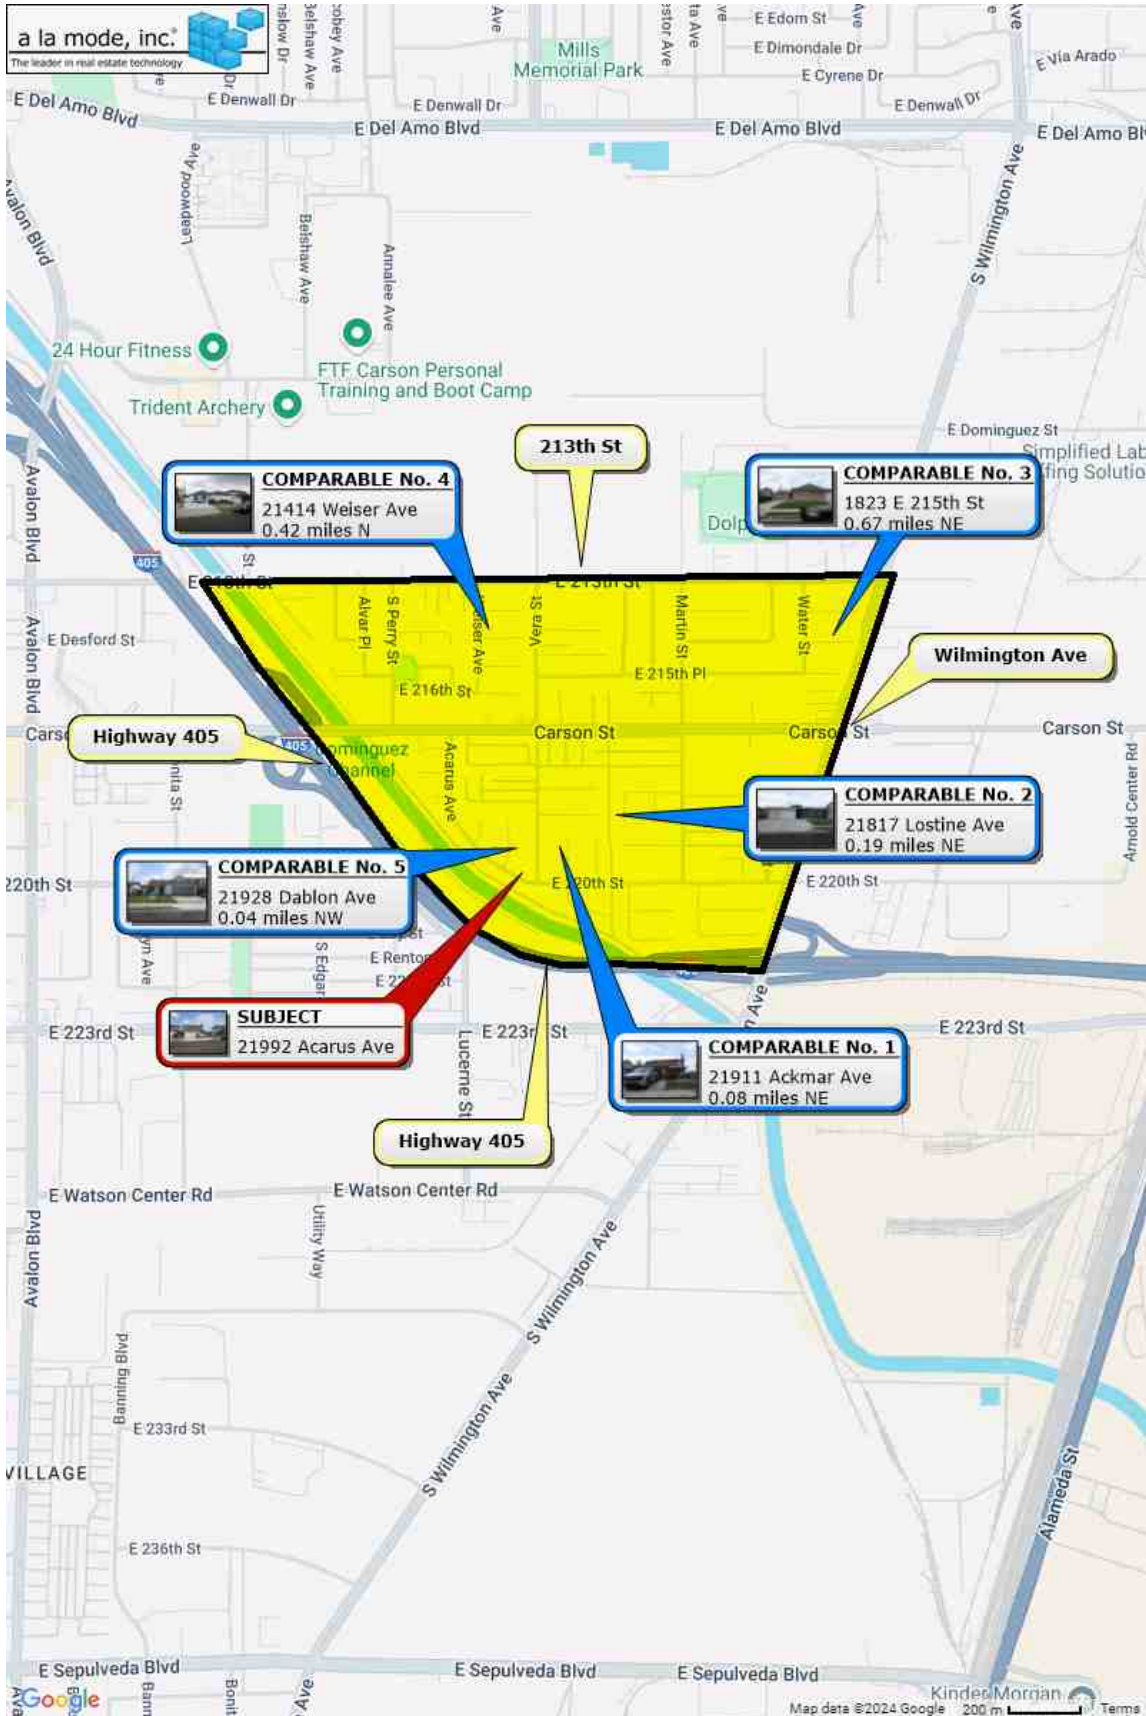 a la mode, inc.
The leader in real estate technology
Mills
Memorial Park
E Edom St
E Dimondale Dr
E Cyrene Dr
E Via Arado
E Denwall Dr
E Denwall Dr
E Denwall Dr
E Del Amo Blvd
E Del Amo Blvd
E Del Amo Blvd
Leapwood Ave
Belshaw Ave
Belshaw Ave
Annalee Ave
Avalon Blvd
S Wilmington Ave
24 Hour Fitness
FTF Carson Personal
Training and Boot Camp
Trident Archery
E Dominguez St
213th St
COMPARABLE No. 4
21414 Weiser Ave
0.42 miles N
COMPARABLE No. 3
1823 E 215th St
0.67 miles NE
Avalon Blvd
405
E 213th St
Alvar Pl
S Perry St
Vera St
Martin St
Water St
E Desford St
Avalon Blvd
E 215th Pl
E 216th St
Wilmington Ave
Highway 405
Carson St
Carson St
Carson St
405
Acarus Ave
Arnold Center Rd
COMPARABLE No. 2
21817 Lostine Ave
0.19 miles NE
COMPARABLE No. 5
21928 Dablon Ave
0.04 miles NW
220th St
E 220th St
E 220th St
S Edgar
SUBJECT
21992 Acarus Ave
E 223rd St
E 223rd St
E 223rd St
Lucerne St
COMPARABLE No. 1
21911 Ackmar Ave
0.08 miles NE
Highway 405
E Watson Center Rd
E Watson Center Rd
Utility Way
Avalon Blvd
S Wilmington Ave
Banning Blvd
E 233rd St
S Wilmington Ave
VILLAGE
Alameda St
E 236th St
E Sepulveda Blvd
E Sepulveda Blvd
E Sepulveda Blvd
Kinder Morgan
Google
Map data ©2024 Google
200 m
Terms